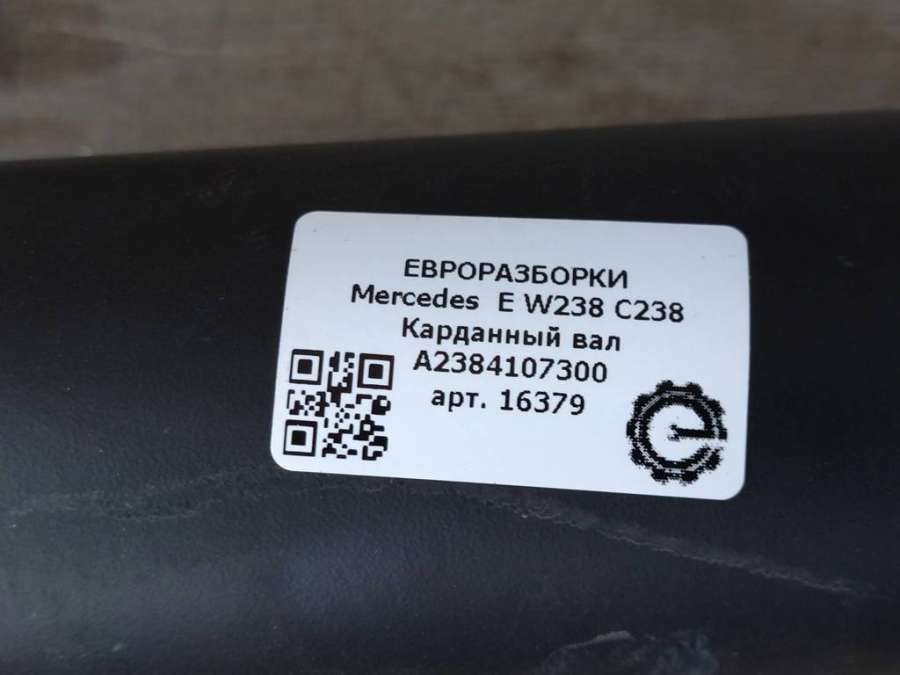 ЕВРОРАЗБОРКИ
Mercedes E W238 C238
Карданный вал
A2384107300
арт. 16379